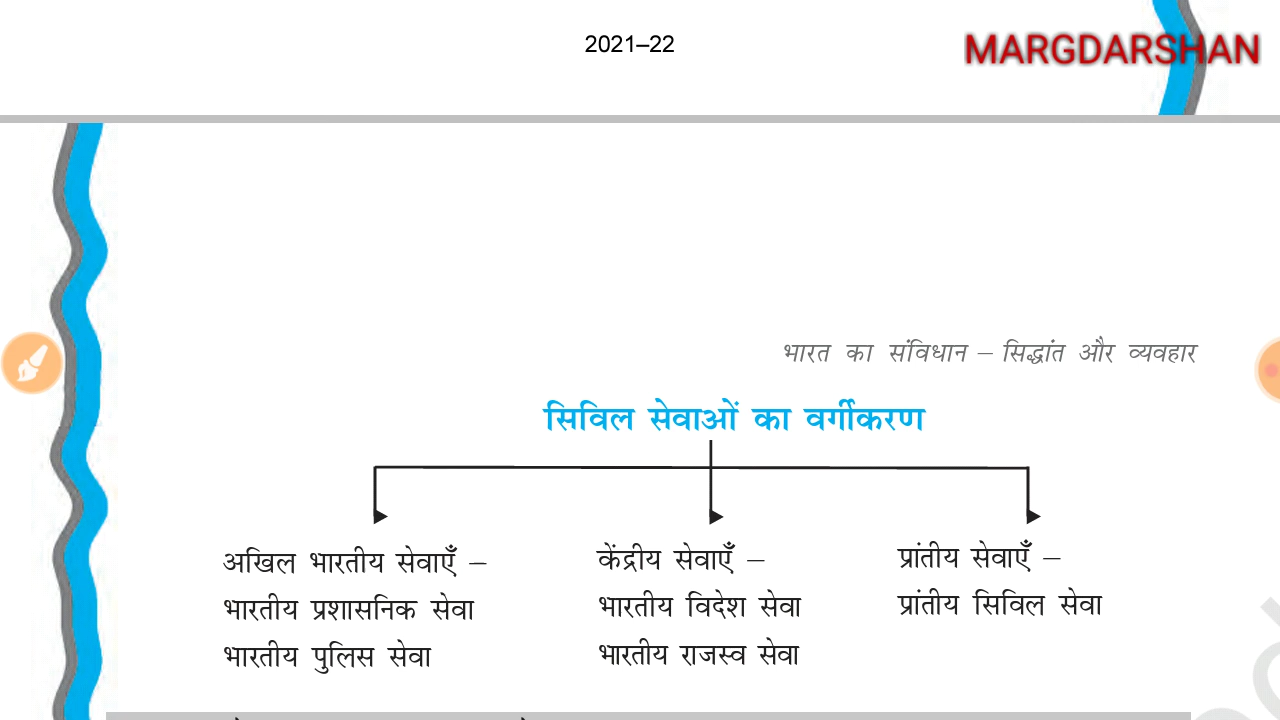 2021–22
MARGDARSHAN
भारत का संविधान – सिद्धांत और व्यवहार
सिविल सेवाओं का वर्गीकरण
अखिल भारतीय सेवाएँ –
भारतीय प्रशासनिक सेवा
भारतीय पुलिस सेवा
केंद्रीय सेवाएँ –
भारतीय विदेश सेवा
भारतीय राजस्व सेवा
प्रांतीय सेवाएँ –
प्रांतीय सिविल सेवा